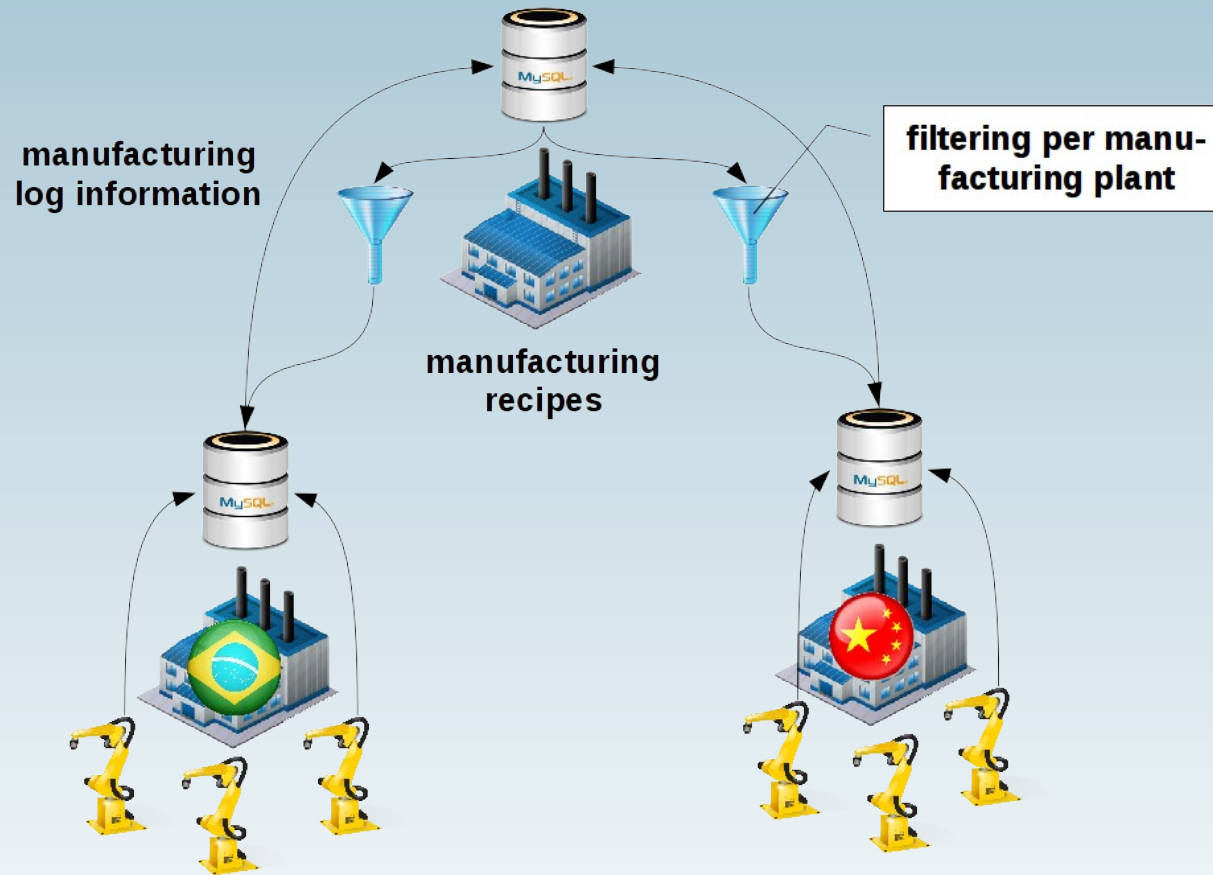 MySQL
manufacturing
log information
filtering per manu-
facturing plant
manufacturing
recipes
MySQL
MySQL